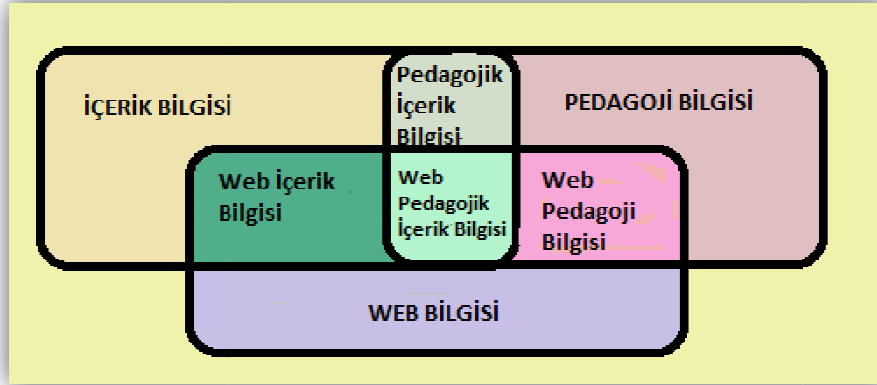 İÇERİK BİLGİSİ
Pedagojik
İçerik
Bilgisi
PEDAGOJİ BİLGİSİ
Web İçerik
Bilgisi
Web
Pedagojik
İçerik Bilgisi
Web
Pedagoji
Bilgisi
WEB BİLGİSİ